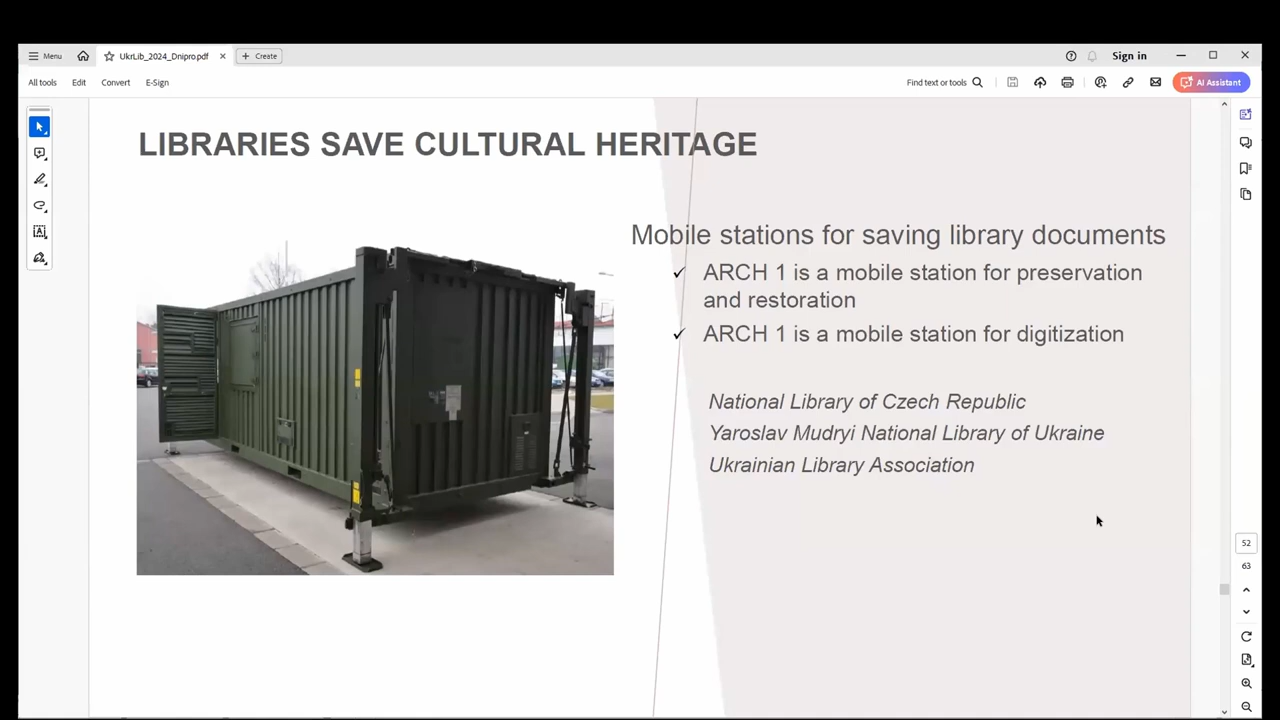 Menu
UkrLib_2024_Dnipro.pdf
Create
Sign in
All tools
Edit
Convert
E-Sign
Find text or tools
AI Assistant
LIBRARIES SAVE CULTURAL HERITAGE
Mobile stations for saving library documents
ARCH 1 is a mobile station for preservation
and restoration
ARCH 1 is a mobile station for digitization
National Library of Czech Republic
Yaroslav Mudryi National Library of Ukraine
Ukrainian Library Association
52
63